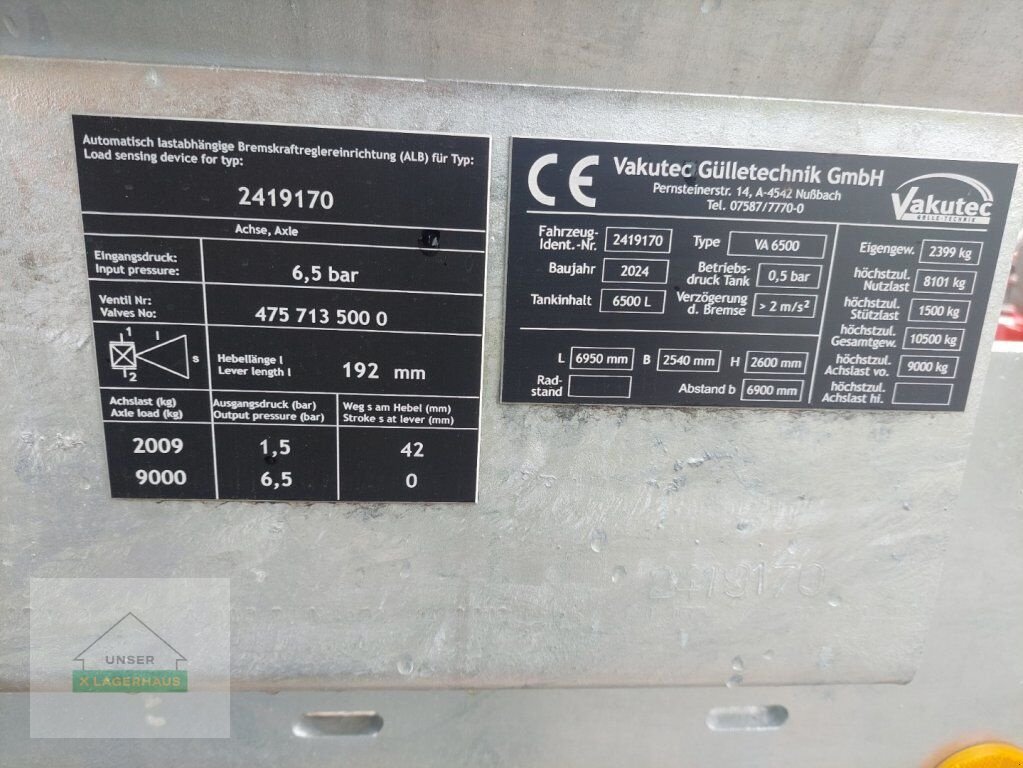 Automatisch lastabhängige Bremskraftreglereinrichtung (ALB) für Typ:
Load sensing device for typ:
2419170
Achse, Axle
Eingangsdruck:
Input pressure:
6,5 bar
Ventil Nr:
Valves No:
475 713 500 0
1
l
s
2
Hebellänge l
Lever length l
192 mm
Achslast (kg)
Axle load (kg)
Ausgangsdruck (bar)
Output pressure (bar)
Weg s am Hebel (mm)
Stroke s at lever (mm)
2009 1,5 42
9000 6,5 0
CE
Vakutec Gülletechnik GmbH
Pernsteinerstr. 14, A-4542 Nußbach
Tel. 07587/7770-0
Vakutec
GÜLLE-TECHNIK
Fahrzeug-
Ident.-Nr. 2419170
Type VA 6500
Baujahr 2024
Betriebs-
druck Tank 0,5 bar
Tankinhalt 6500 L
Verzögerung
d. Bremse > 2 m/s²
L 6950 mm B 2540 mm H 2600 mm
Rad-
stand
Abstand b 6900 mm
Eigengew. 2399 kg
höchstzul.
Nutzlast 8101 kg
höchstzul.
Stützlast 1500 kg
höchstzul.
Gesamtgew. 10500 kg
höchstzul.
Achslast vo. 9000 kg
höchstzul.
Achslast hi.
2419170
UNSER
X LAGERHAUS